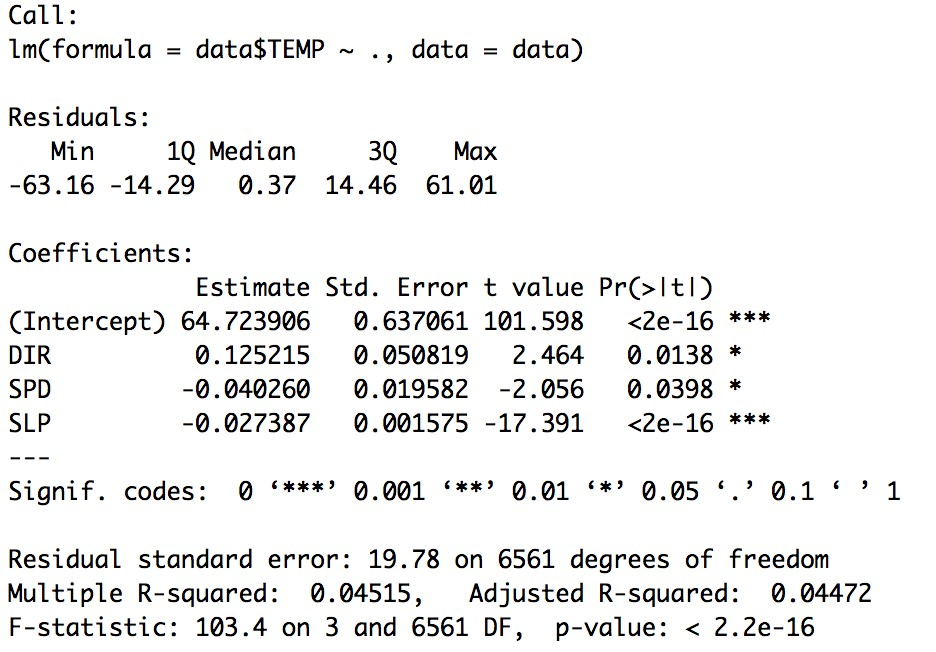 Call:
lm(formula = data$TEMP ~ ., data = data)
Residuals:
Min 1Q Median 3Q Max
-63.16 -14.29 0.37 14.46 61.01
Coefficients:
Estimate Std. Error t value Pr(>|t|)
(Intercept) 64.723906 0.637061 101.598 <2e-16 ***
DIR 0.125215 0.050819 2.464 0.0138 *
SPD -0.040260 0.019582 -2.056 0.0398 *
SLP -0.027387 0.001575 -17.391 <2e-16 ***
---
Signif. codes: 0 ‘***’ 0.001 ‘**’ 0.01 ‘*’ 0.05 ‘.’ 0.1 ‘ ’ 1
Residual standard error: 19.78 on 6561 degrees of freedom
Multiple R-squared: 0.04515, Adjusted R-squared: 0.04472
F-statistic: 103.4 on 3 and 6561 DF, p-value: < 2.2e-16